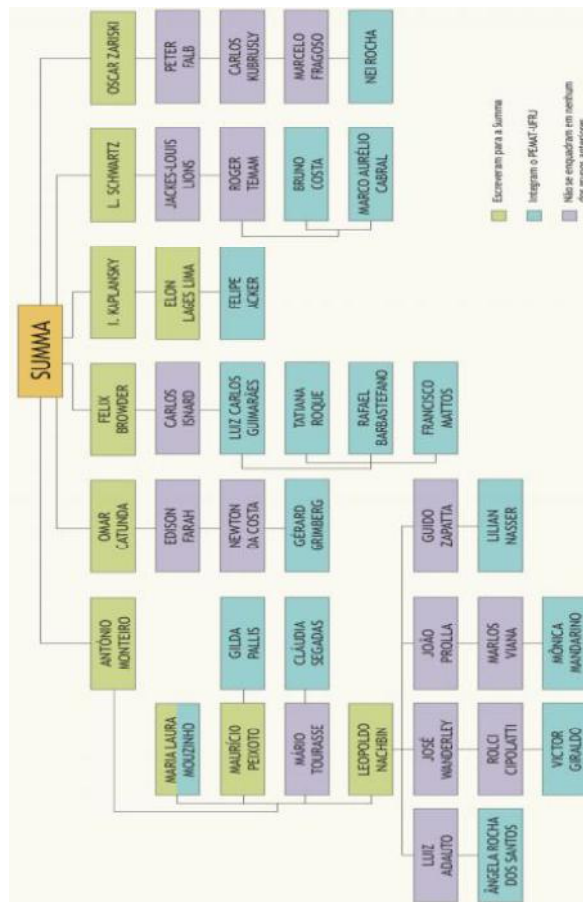 SUMMA
ANTÓNIO
MONTEIRO
MARIA LAURA
MOUZINHO
MAURÍCIO
PEIXOTO
GILDA
PALLIS
MÁRIO
TOURASSE
CLÁUDIA
SEGADAS
LEOPOLDO
NACHBIN
LUIZ
ADAUTO
ÂNGELA ROCHA
DOS SANTOS
JOSÉ
WANDERLEY
ROLCI
CIPOLATTI
VICTOR
GIRALDO
JOÃO
PROLLA
MARLOS
VIANA
MÔNICA
MANDARINO
GUIDO
ZAPATTA
LILIAN
NASSER
OMAR
CATUNDA
EDISON
FARAH
NEWTON
DA COSTA
GÉRARD
GRIMBERG
FELIX
BROWDER
CARLOS
ISNARD
LUIZ CARLOS
GUIMARÃES
TATIANA
ROQUE
RAFAEL
BARBASTEFANO
FRANCISCO
MATTOS
I. KAPLANSKY
ELON
LAGES LIMA
FELIPE
ACKER
L. SCHWARTZ
JACKES-LOUIS
LIONS
ROGER
TEMAM
BRUNO
COSTA
MARCO AURÉLIO
CABRAL
OSCAR ZARISKI
PETER
FALB
CARLOS
KUBRUSLY
MARCELO
FRAGOSO
NEI ROCHA
Escreveram para a Summa
Integram o PEMAT-UFRJ
Não se enquadram em nenhum